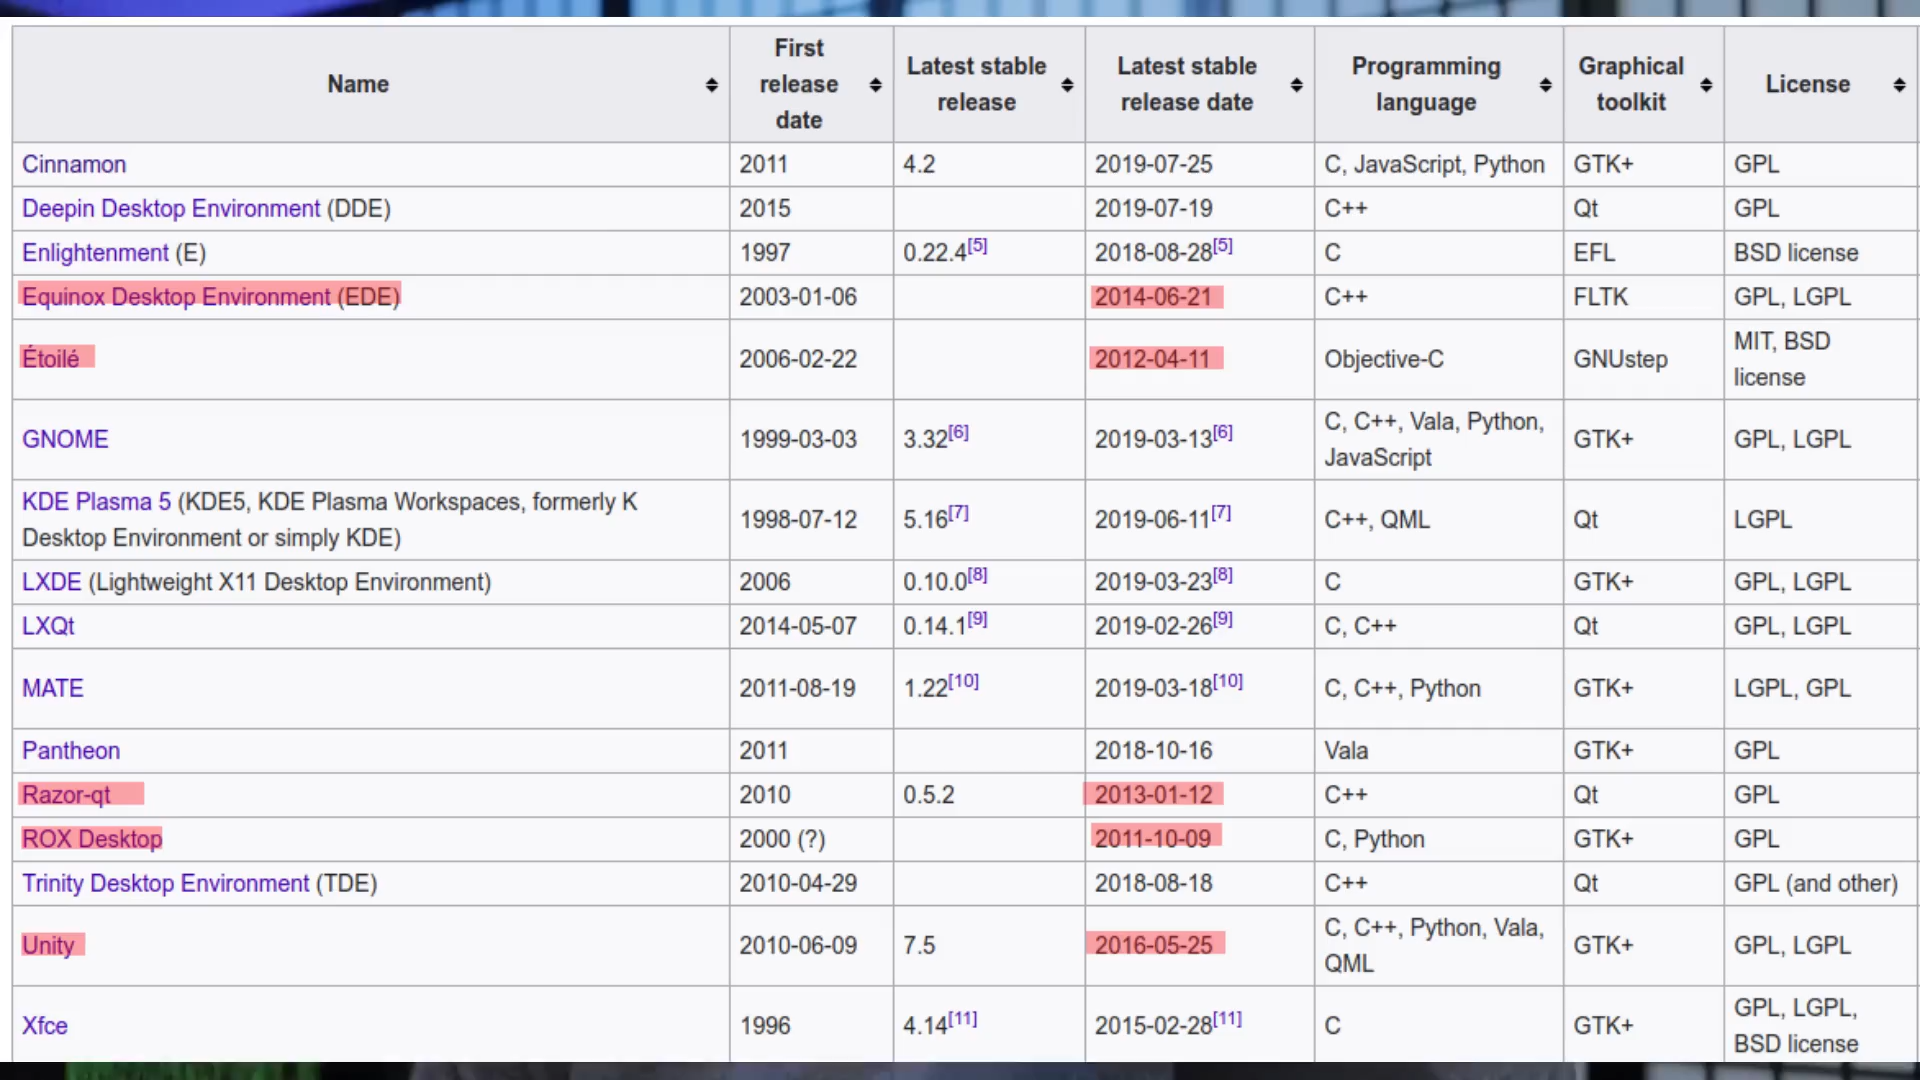 Name First release date Latest stable release Latest stable release date Programming language Graphical toolkit License
Cinnamon 2011 4.2 2019-07-25 C, JavaScript, Python GTK+ GPL
Deepin Desktop Environment (DDE) 2015 2019-07-19 C++ Qt GPL
Enlightenment (E) 1997 0.22.4[5] 2018-08-28[5] C EFL BSD license
Equinox Desktop Environment (EDE) 2003-01-06 2014-06-21 C++ FLTK GPL, LGPL
Étoilé 2006-02-22 2012-04-11 Objective-C GNUstep MIT, BSD license
GNOME 1999-03-03 3.32[6] 2019-03-13[6] C, C++, Vala, Python, JavaScript GTK+ GPL, LGPL
KDE Plasma 5 (KDE5, KDE Plasma Workspaces, formerly K Desktop Environment or simply KDE) 1998-07-12 5.16[7] 2019-06-11[7] C++, QML Qt LGPL
LXDE (Lightweight X11 Desktop Environment) 2006 0.10.0[8] 2019-03-23[8] C GTK+ GPL, LGPL
LXQt 2014-05-07 0.14.1[9] 2019-02-26[9] C, C++ Qt GPL, LGPL
MATE 2011-08-19 1.22[10] 2019-03-18[10] C, C++, Python GTK+ LGPL, GPL
Pantheon 2011 2018-10-16 Vala GTK+ GPL
Razor-qt 2010 0.5.2 2013-01-12 C++ Qt GPL
ROX Desktop 2000 (?) 2011-10-09 C, Python GTK+ GPL
Trinity Desktop Environment (TDE) 2010-04-29 2018-08-18 C++ Qt GPL (and other)
Unity 2010-06-09 7.5 2016-05-25 C, C++, Python, Vala, QML GTK+ GPL, LGPL
Xfce 1996 4.14[11] 2015-02-28[11] C GTK+ GPL, LGPL, BSD license